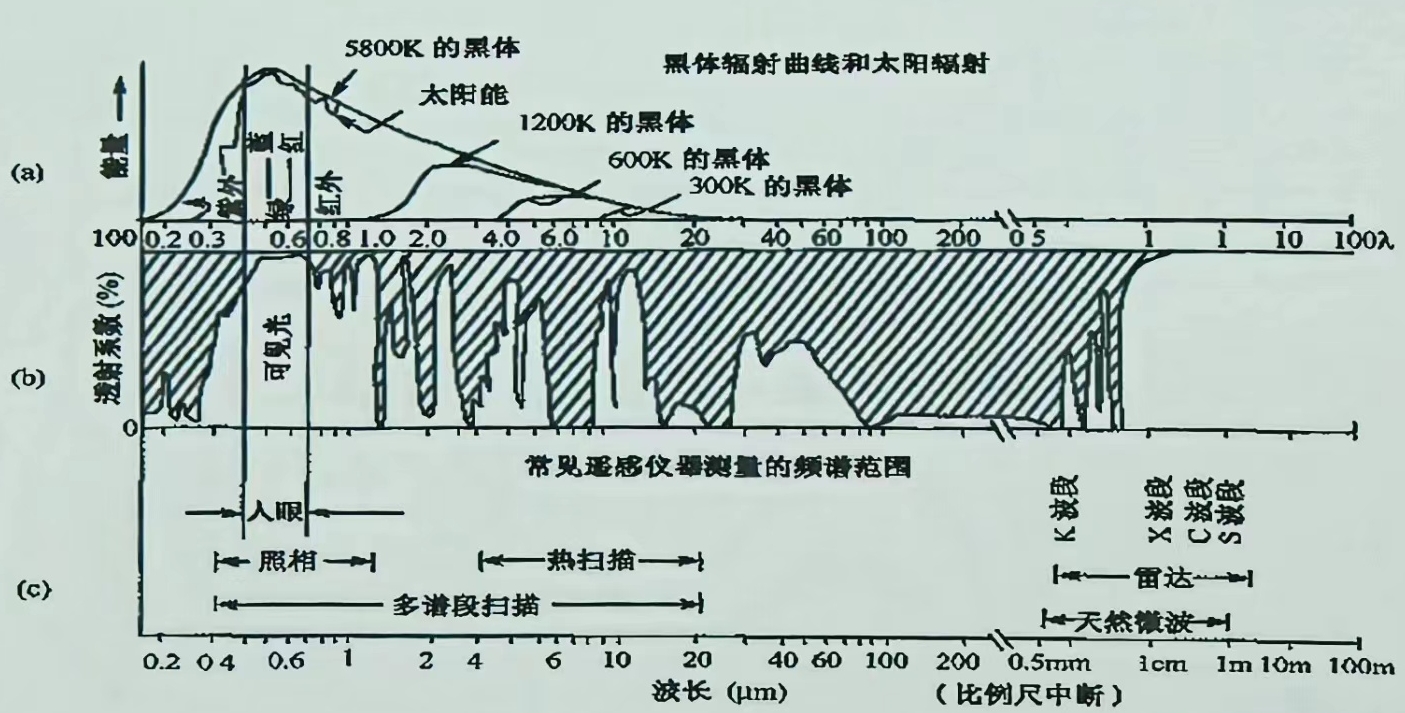 5800K 的黑体
黑体辐射曲线和太阳辐射
太阳能
1200K 的黑体
600K 的黑体
300K 的黑体
(a)
能量
紫外
蓝
绿
红
红外
100 0.2 0.3 0.6 0.8 1.0 2.0 4.0 6.0 10 20 40 60 100 200 0 5 1 1 10 100λ
(b)
透射系数(%)
可见光
0
常见遥感仪器测量的频谱范围
K 波段
X 波段
C 波段
S 波段
人眼
照相
热扫描
雷达
(c)
多谱段扫描
天然微波
0.2 0 4 0.6 1 2 4 6 10 20 40 60 100 200 0.5mm 1cm 1m 10m 100m
波长 (μm)
(比例尺中断)